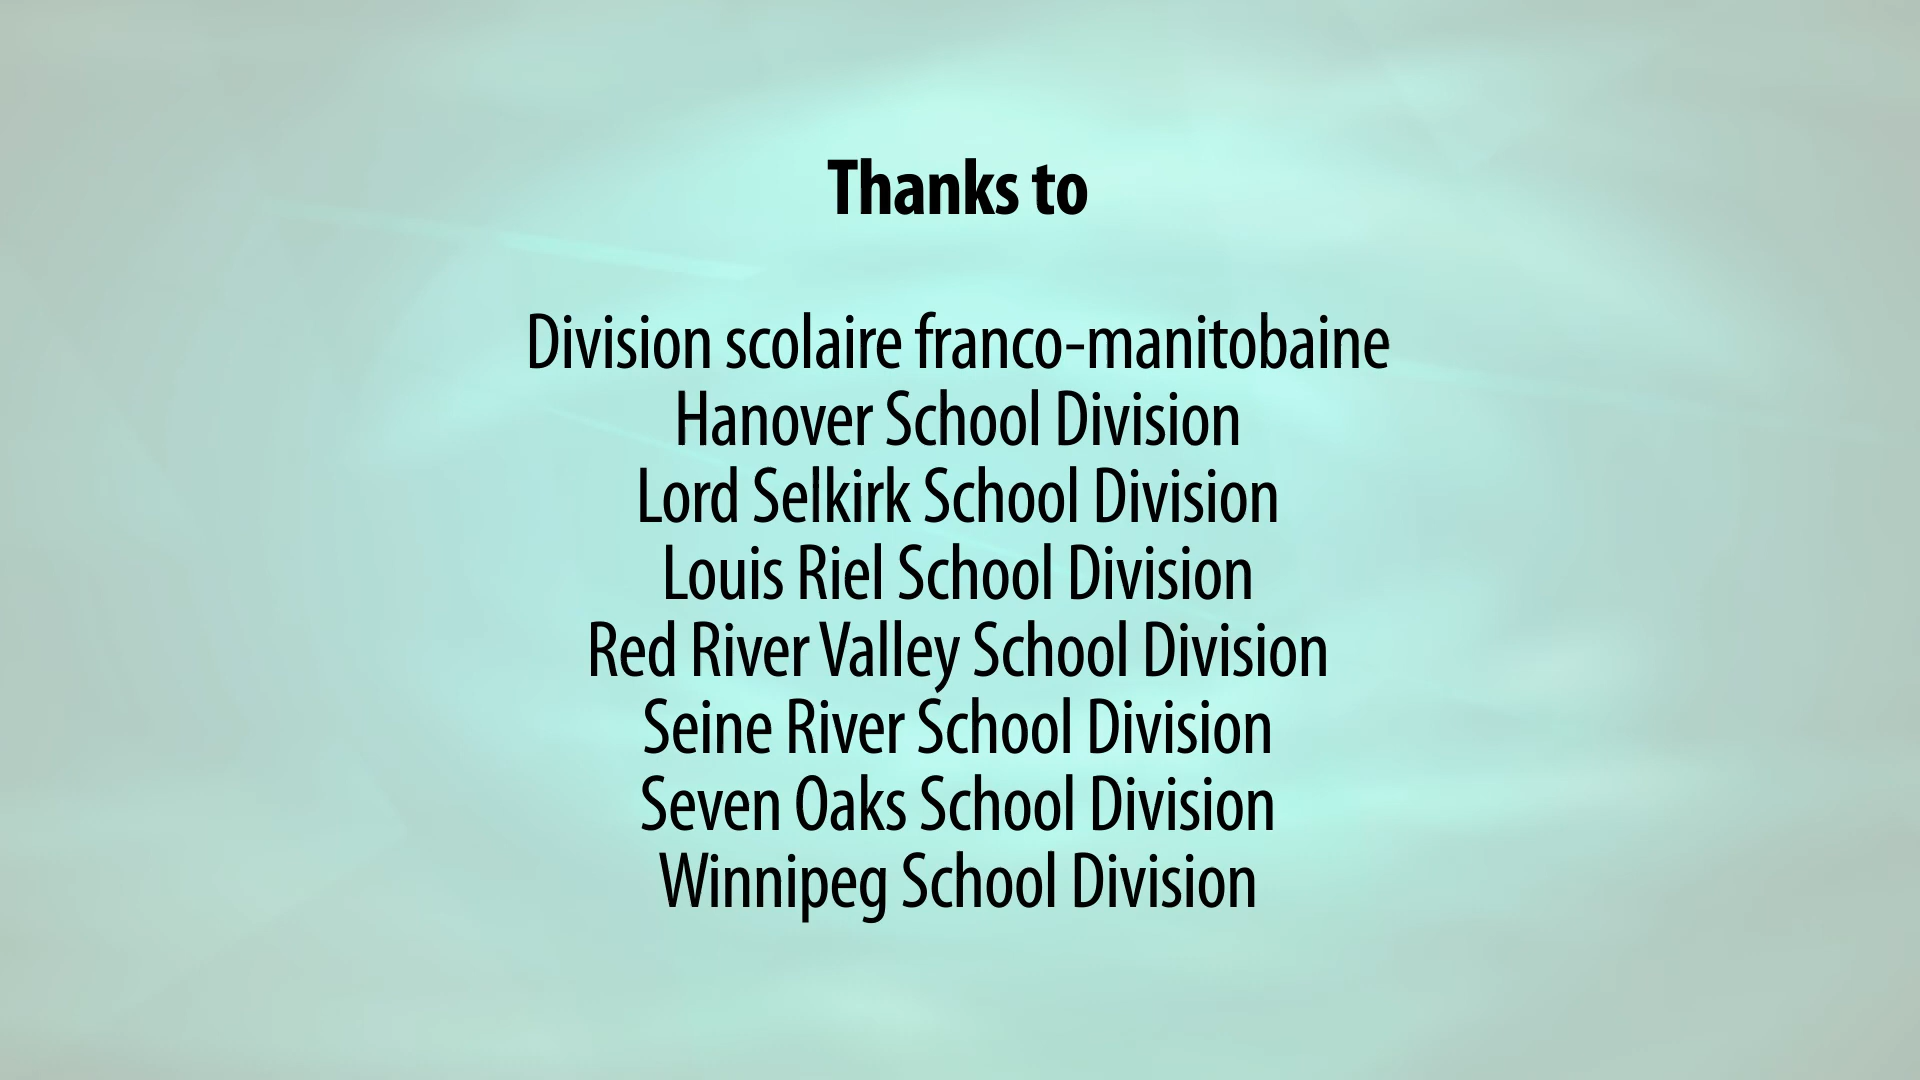 Thanks to
Division scolaire franco-manitobaine
Hanover School Division
Lord Selkirk School Division
Louis Riel School Division
Red River Valley School Division
Seine River School Division
Seven Oaks School Division
Winnipeg School Division